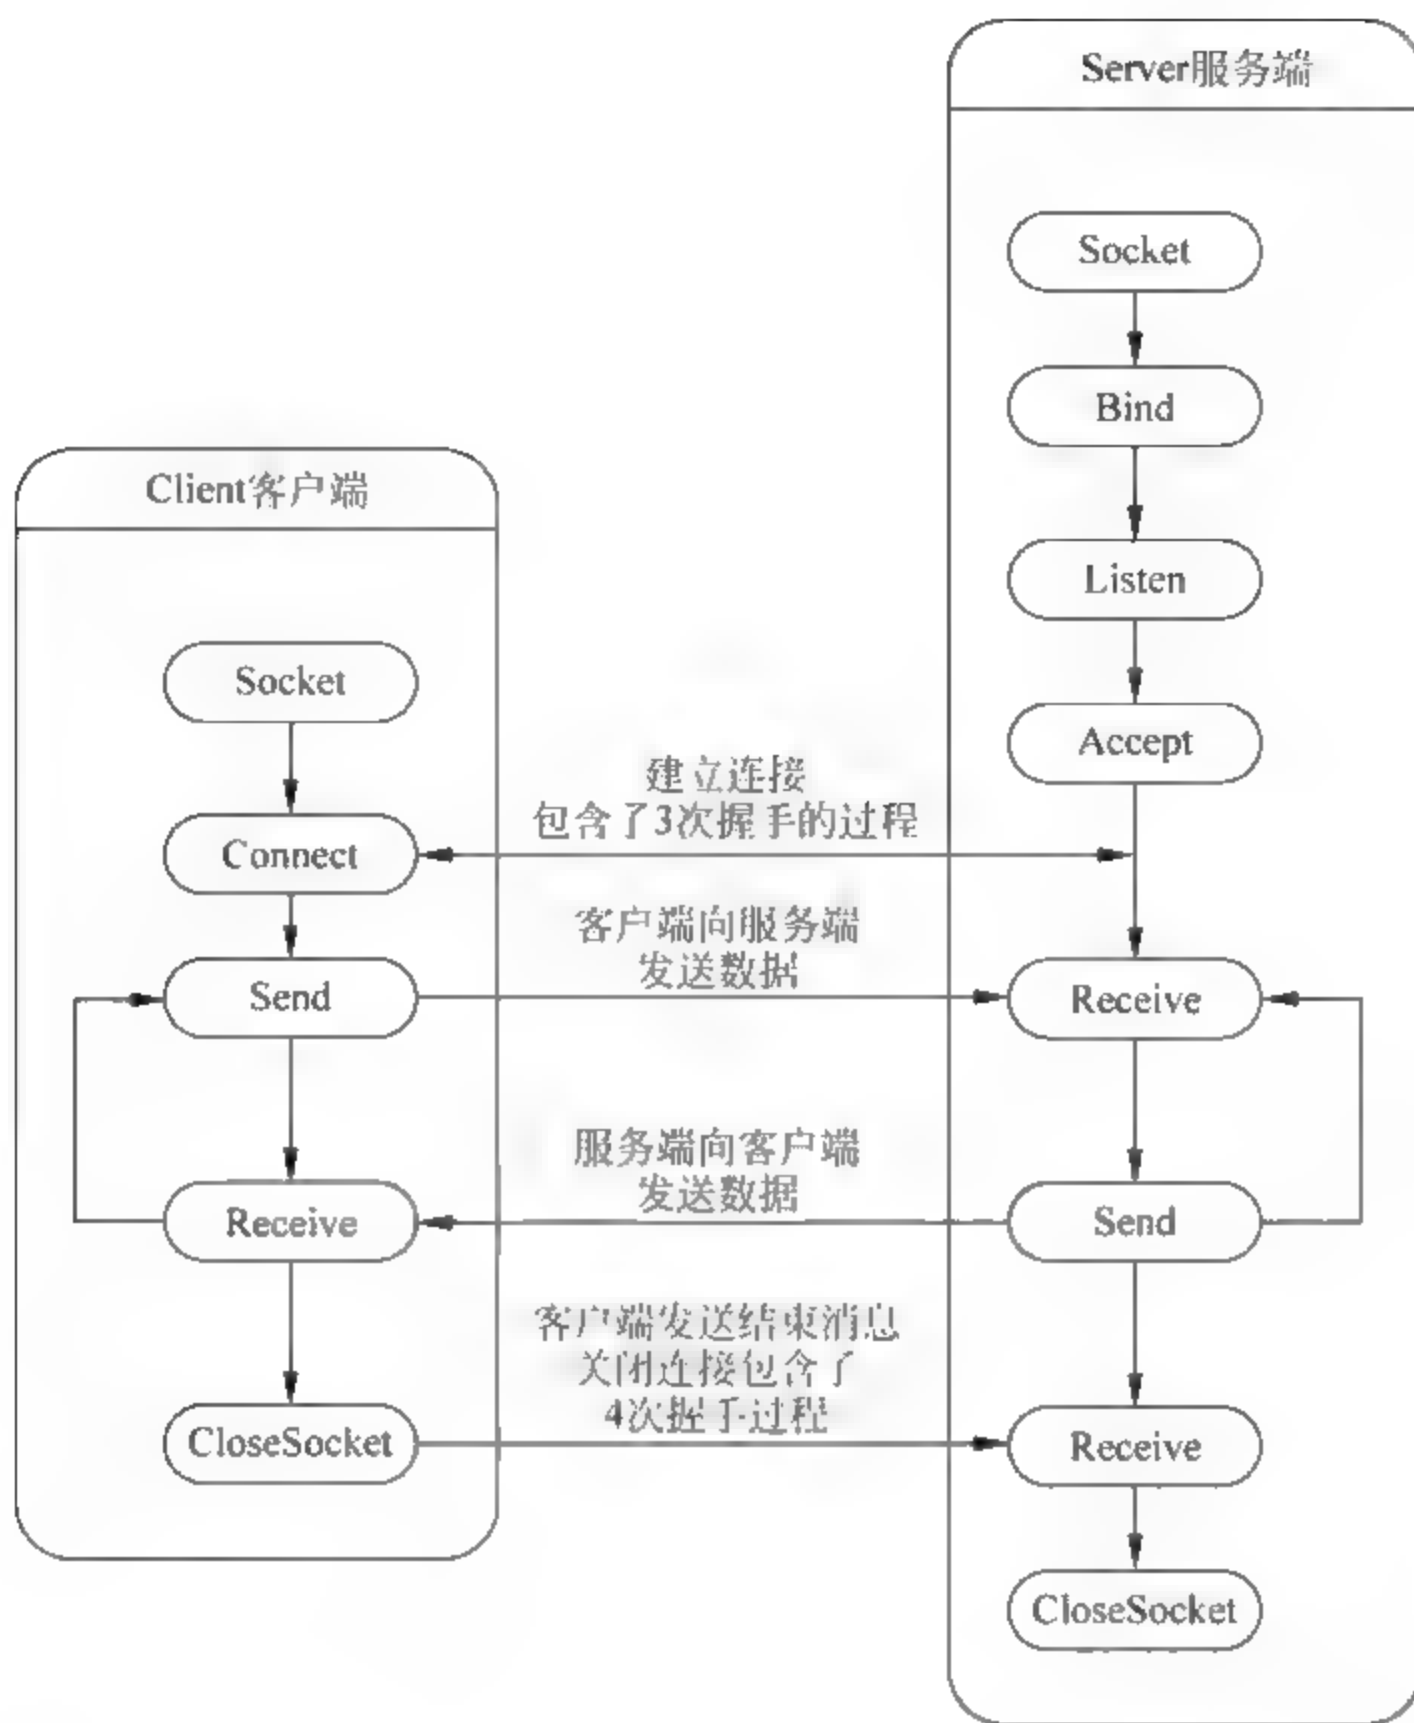 Server服务端
Socket
Bind
Listen
Accept
Receive
Send
Receive
CloseSocket
Client客户端
Socket
Connect
Send
Receive
CloseSocket
建立连接
包含了3次握手的过程
客户端向服务端
发送数据
服务端向客户端
发送数据
客户端发送结束消息
关闭连接包含了
4次握手过程